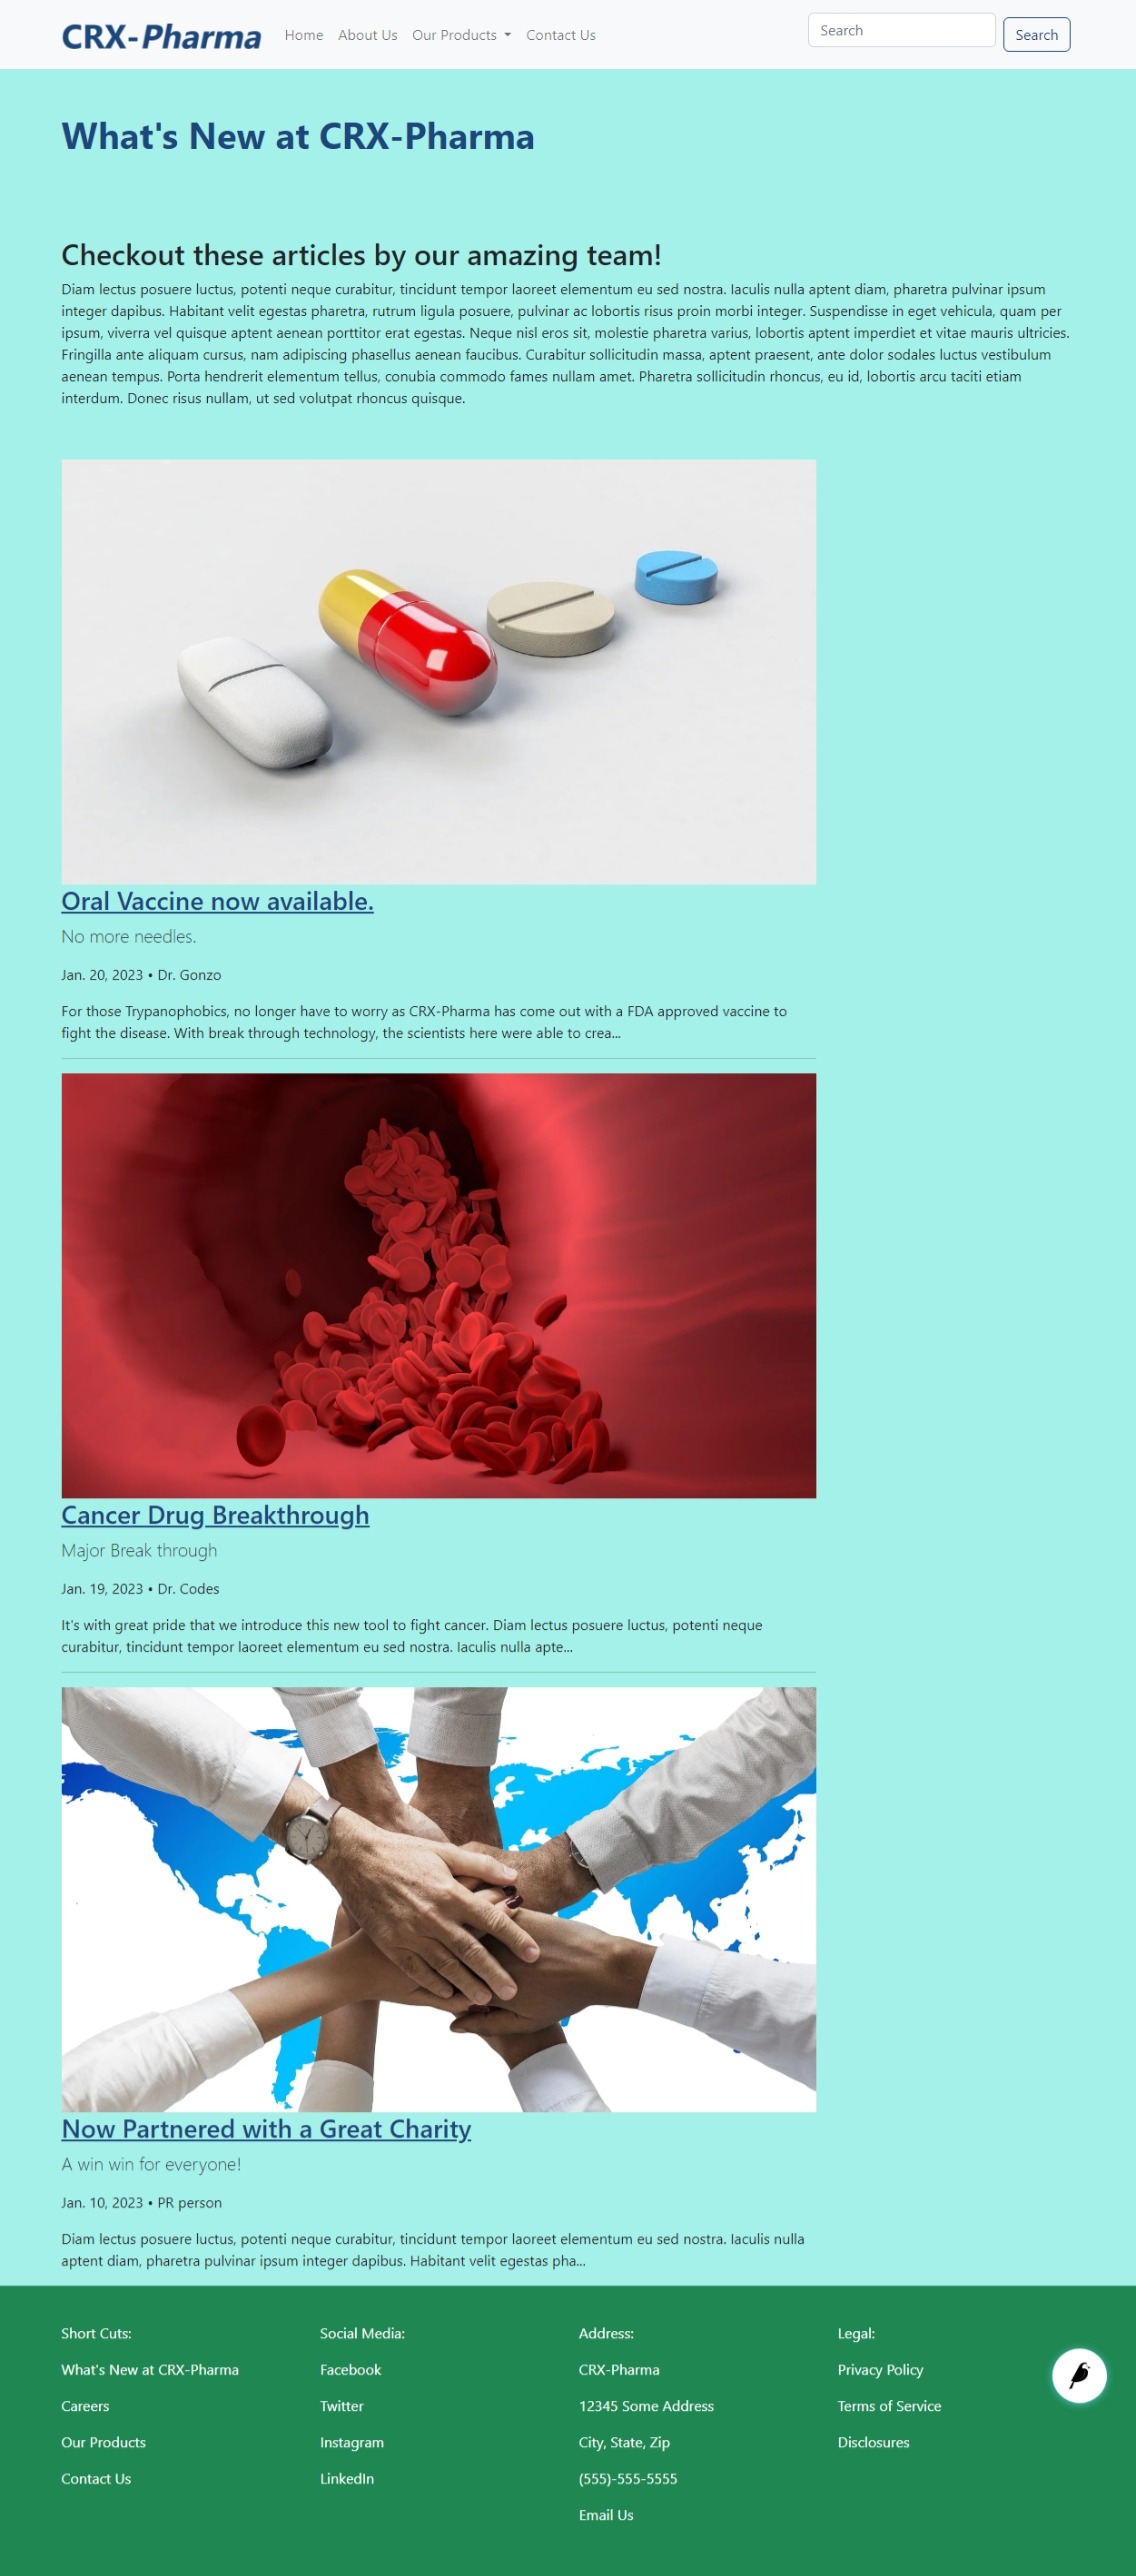 CRX-Pharma
Home
About Us
Our Products
Contact Us
Search
Search
What's New at CRX-Pharma
Checkout these articles by our amazing team!
Diam lectus posuere luctus, potenti neque curabitur, tincidunt tempor laoreet elementum eu sed nostra. Iaculis nulla aptent diam, pharetra pulvinar ipsum
integer dapibus. Habitant velit egestas pharetra, rutrum ligula posuere, pulvinar ac lobortis risus proin morbi integer. Suspendisse in eget vehicula, quam per
ipsum, viverra vel quisque aptent aenean porttitor erat egestas. Neque nisl eros sit, molestie pharetra varius, lobortis aptent imperdiet et vitae mauris ultricies.
Fringilla ante aliquam cursus, nam adipiscing phasellus aenean faucibus. Curabitur sollicitudin massa, aptent praesent, ante dolor sodales luctus vestibulum
aenean tempus. Porta hendrerit elementum tellus, conubia commodo fames nullam amet. Pharetra sollicitudin rhoncus, eu id, lobortis arcu taciti etiam
interdum. Donec risus nullam, ut sed volutpat rhoncus quisque.
Oral Vaccine now available.
No more needles.
Jan. 20, 2023 • Dr. Gonzo
For those Trypanophobics, no longer have to worry as CRX-Pharma has come out with a FDA approved vaccine to
fight the disease. With break through technology, the scientists here were able to crea...
Cancer Drug Breakthrough
Major Break through
Jan. 19, 2023 • Dr. Codes
It's with great pride that we introduce this new tool to fight cancer. Diam lectus posuere luctus, potenti neque
curabitur, tincidunt tempor laoreet elementum eu sed nostra. Iaculis nulla apte...
Now Partnered with a Great Charity
A win win for everyone!
Jan. 10, 2023 • PR person
Diam lectus posuere luctus, potenti neque curabitur, tincidunt tempor laoreet elementum eu sed nostra. Iaculis nulla
aptent diam, pharetra pulvinar ipsum integer dapibus. Habitant velit egestas pha...
Short Cuts:
What's New at CRX-Pharma
Careers
Our Products
Contact Us
Social Media:
Facebook
Twitter
Instagram
LinkedIn
Address:
CRX-Pharma
12345 Some Address
City, State, Zip
(555)-555-5555
Email Us
Legal:
Privacy Policy
Terms of Service
Disclosures